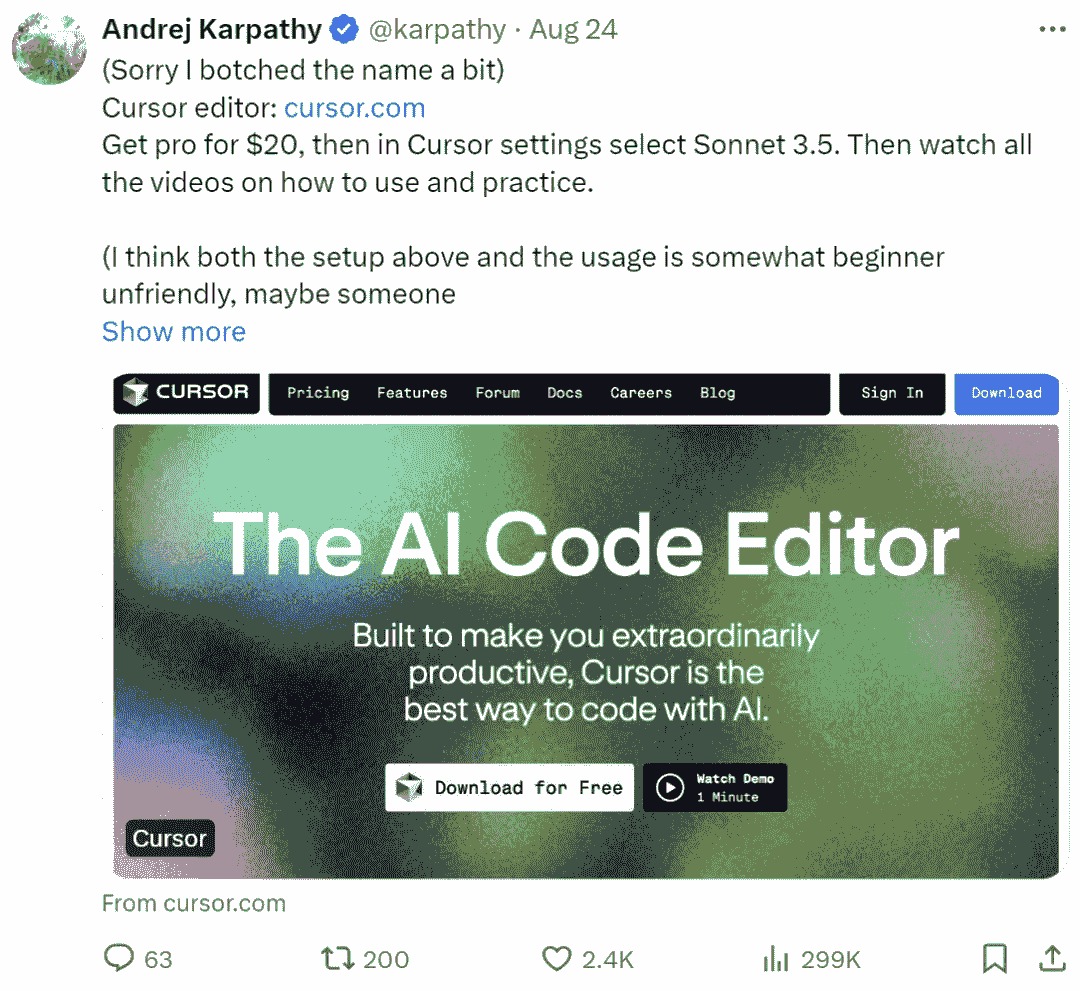 Andrej Karpathy @karpathy · Aug 24
(Sorry I botched the name a bit)
Cursor editor: cursor.com
Get pro for $20, then in Cursor settings select Sonnet 3.5. Then watch all
the videos on how to use and practice.
(I think both the setup above and the usage is somewhat beginner
unfriendly, maybe someone
Show more
CURSOR Pricing Features Forum Docs Careers Blog Sign In Download
The AI Code Editor
Built to make you extraordinarily
productive, Cursor is the
best way to code with AI.
Download for Free
Watch Demo
1 Minute
Cursor
From cursor.com
63 200 2.4K 299K